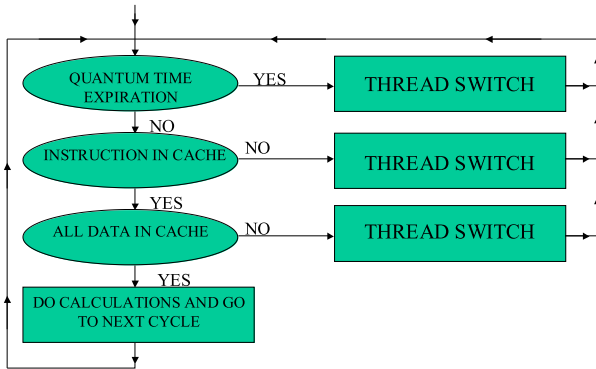 QUANTUM TIME
EXPIRATION
YES
THREAD SWITCH
NO
INSTRUCTION IN CACHE
NO
THREAD SWITCH
YES
ALL DATA IN CACHE
NO
THREAD SWITCH
YES
DO CALCULATIONS AND GO
TO NEXT CYCLE